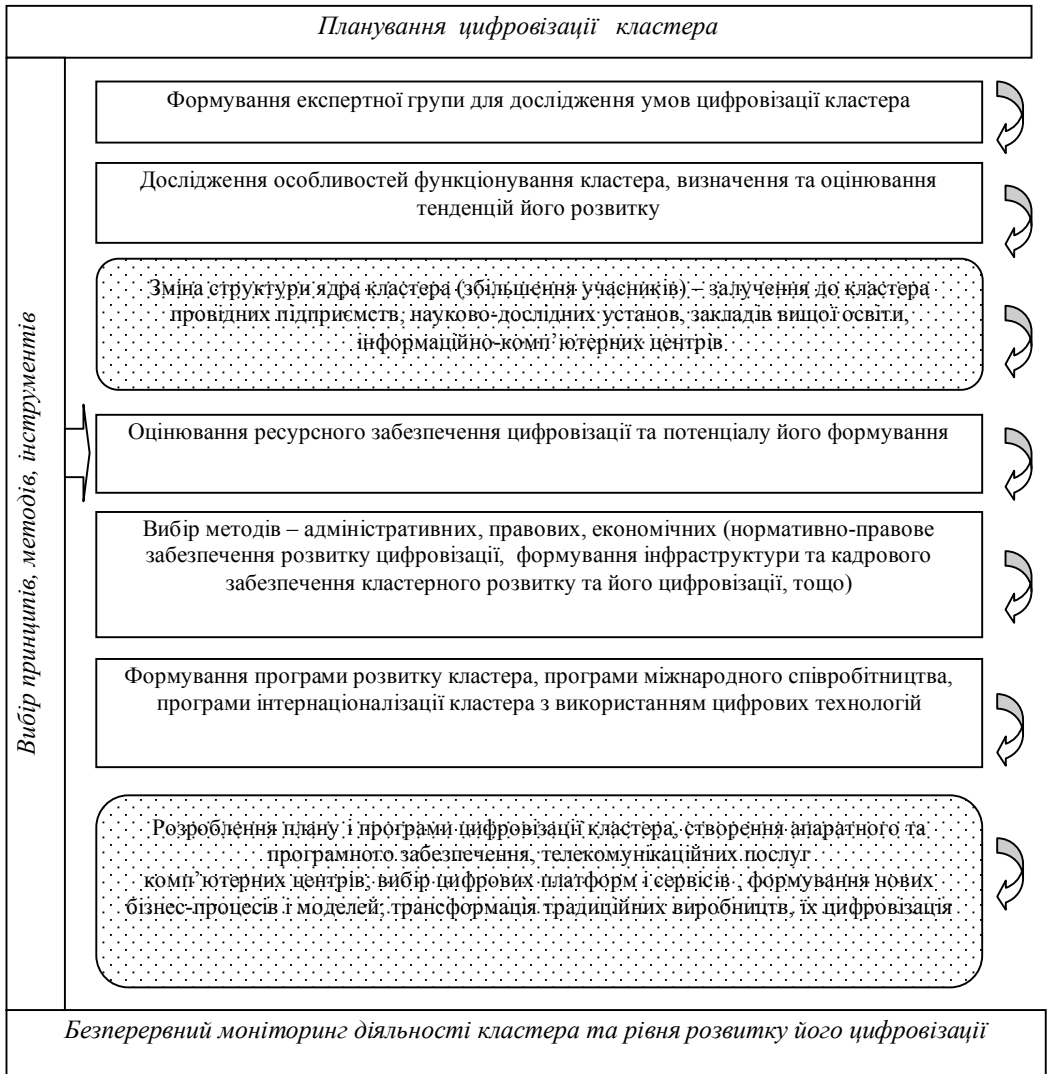 Планування цифровізації кластера
Вибір принципів, методів, інструментів
Формування експертної групи для дослідження умов цифровізації кластера
Дослідження особливостей функціонування кластера, визначення та оцінювання
тенденцій його розвитку
Зміна структури ядра кластера (збільшення учасників) – залучення до кластера
провідних підприємств, науково-дослідних установ, закладів вищої освіти,
інформаційно-комп’ютерних центрів
Оцінювання ресурсного забезпечення цифровізації та потенціалу його формування
Вибір методів – адміністративних, правових, економічних (нормативно-правове
забезпечення розвитку цифровізації, формування інфраструктури та кадрового
забезпечення кластерного розвитку та його цифровізації, тощо)
Формування програми розвитку кластера, програми міжнародного співробітництва,
програми інтернаціоналізації кластера з використанням цифрових технологій
Розроблення плану і програми цифровізації кластера, створення апаратного та
програмного забезпечення, телекомунікаційних послуг
комп’ютерних центрів, вибір цифрових платформ і сервісів , формування нових
бізнес-процесів і моделей, трансформація традиційних виробництв, їх цифровізація
Безперервний моніторинг діяльності кластера та рівня розвитку його цифровізації